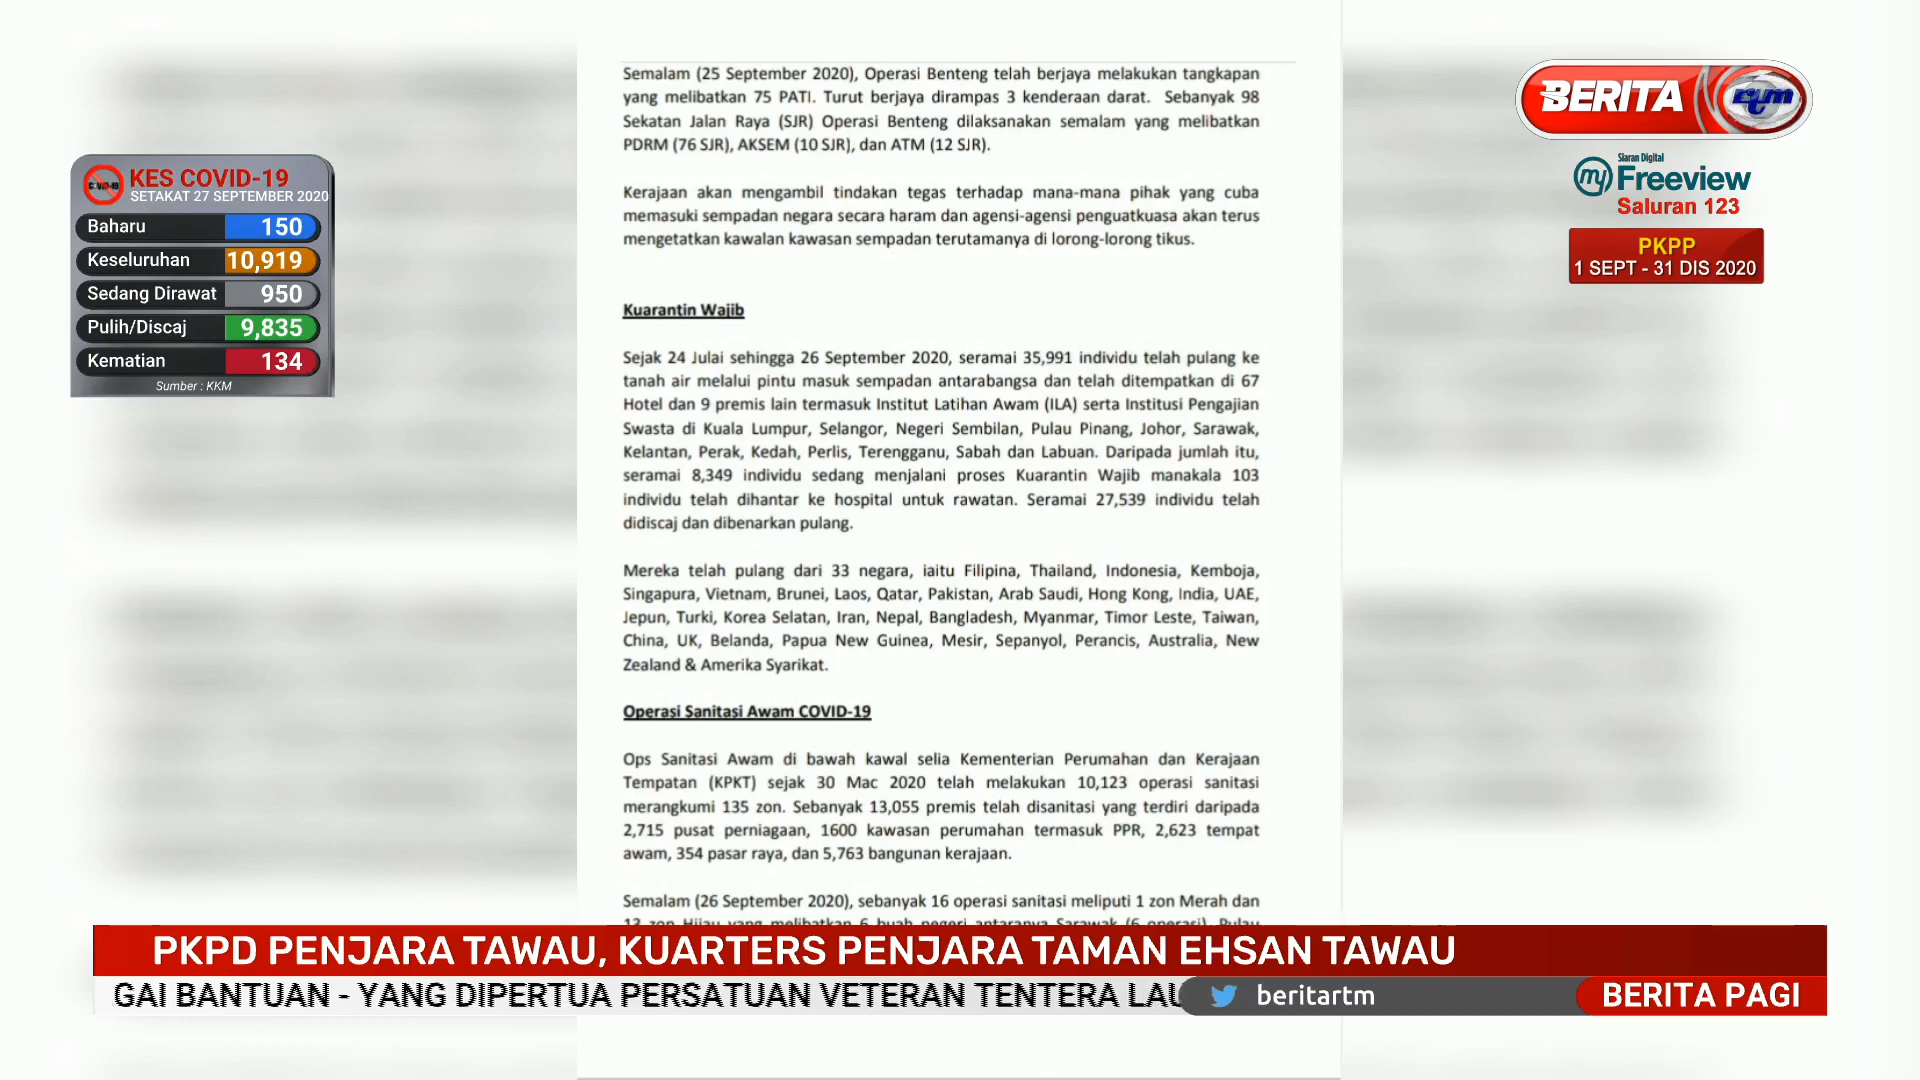 Semalam (25 September 2020), Operasi Benteng telah berjaya melakukan tangkapan
yang melibatkan 75 PATI. Turut berjaya dirampas 3 kenderaan darat. Sebanyak 98
Sekatan Jalan Raya (SJR) Operasi Benteng dilaksanakan semalam yang melibatkan
PDRM (76 SJR), AKSEM (10 SJR), dan ATM (12 SJR).
Kerajaan akan mengambil tindakan tegas terhadap mana-mana pihak yang cuba
memasuki sempadan negara secara haram dan agensi-agensi penguatkuasa akan terus
mengetatkan kawalan kawasan sempadan terutamanya di lorong-lorong tikus.
Kuarantin Wajib
Sejak 24 Julai sehingga 26 September 2020, seramai 35,991 individu telah pulang ke
tanah air melalui pintu masuk sempadan antarabangsa dan telah ditempatkan di 67
Hotel dan 9 premis lain termasuk Institut Latihan Awam (ILA) serta Institusi Pengajian
Swasta di Kuala Lumpur, Selangor, Negeri Sembilan, Pulau Pinang, Johor, Sarawak,
Kelantan, Perak, Kedah, Perlis, Terengganu, Sabah dan Labuan. Daripada jumlah itu,
seramai 8,349 individu sedang menjalani proses Kuarantin Wajib manakala 103
individu telah dihantar ke hospital untuk rawatan. Seramai 27,539 individu telah
didiscaj dan dibenarkan pulang.
Mereka telah pulang dari 33 negara, iaitu Filipina, Thailand, Indonesia, Kemboja,
Singapura, Vietnam, Brunei, Laos, Qatar, Pakistan, Arab Saudi, Hong Kong, India, UAE,
Jepun, Turki, Korea Selatan, Iran, Nepal, Bangladesh, Myanmar, Timor Leste, Taiwan,
China, UK, Belanda, Papua New Guinea, Mesir, Sepanyol, Perancis, Australia, New
Zealand & Amerika Syarikat.
Operasi Sanitasi Awam COVID-19
Ops Sanitasi Awam di bawah kawal selia Kementerian Perumahan dan Kerajaan
Tempatan (KPKT) sejak 30 Mac 2020 telah melakukan 10,123 operasi sanitasi
merangkumi 135 zon. Sebanyak 13,055 premis telah disanitasi yang terdiri daripada
2,715 pusat perniagaan, 1600 kawasan perumahan termasuk PPR, 2,623 tempat
awam, 354 pasar raya, dan 5,763 bangunan kerajaan.
Semalam (26 September 2020), sebanyak 16 operasi sanitasi meliputi 1 zon Merah dan
13 zon Hijau yang melibatkan 6 buah negeri antaranya Sarawak (6 operasi), Pulau
KES COVID-19
SETAKAT 27 SEPTEMBER 2020
Baharu 150
Keseluruhan 10,919
Sedang Dirawat 950
Pulih/Discaj 9,835
Kematian 134
Sumber : KKM
BERITA rtm
Siaran Digital
my Freeview
Saluran 123
PKPP
1 SEPT - 31 DIS 2020
PKPD PENJARA TAWAU, KUARTERS PENJARA TAMAN EHSAN TAWAU
GAI BANTUAN - YANG DIPERTUA PERSATUAN VETERAN TENTERA LAU
beritartm
BERITA PAGI